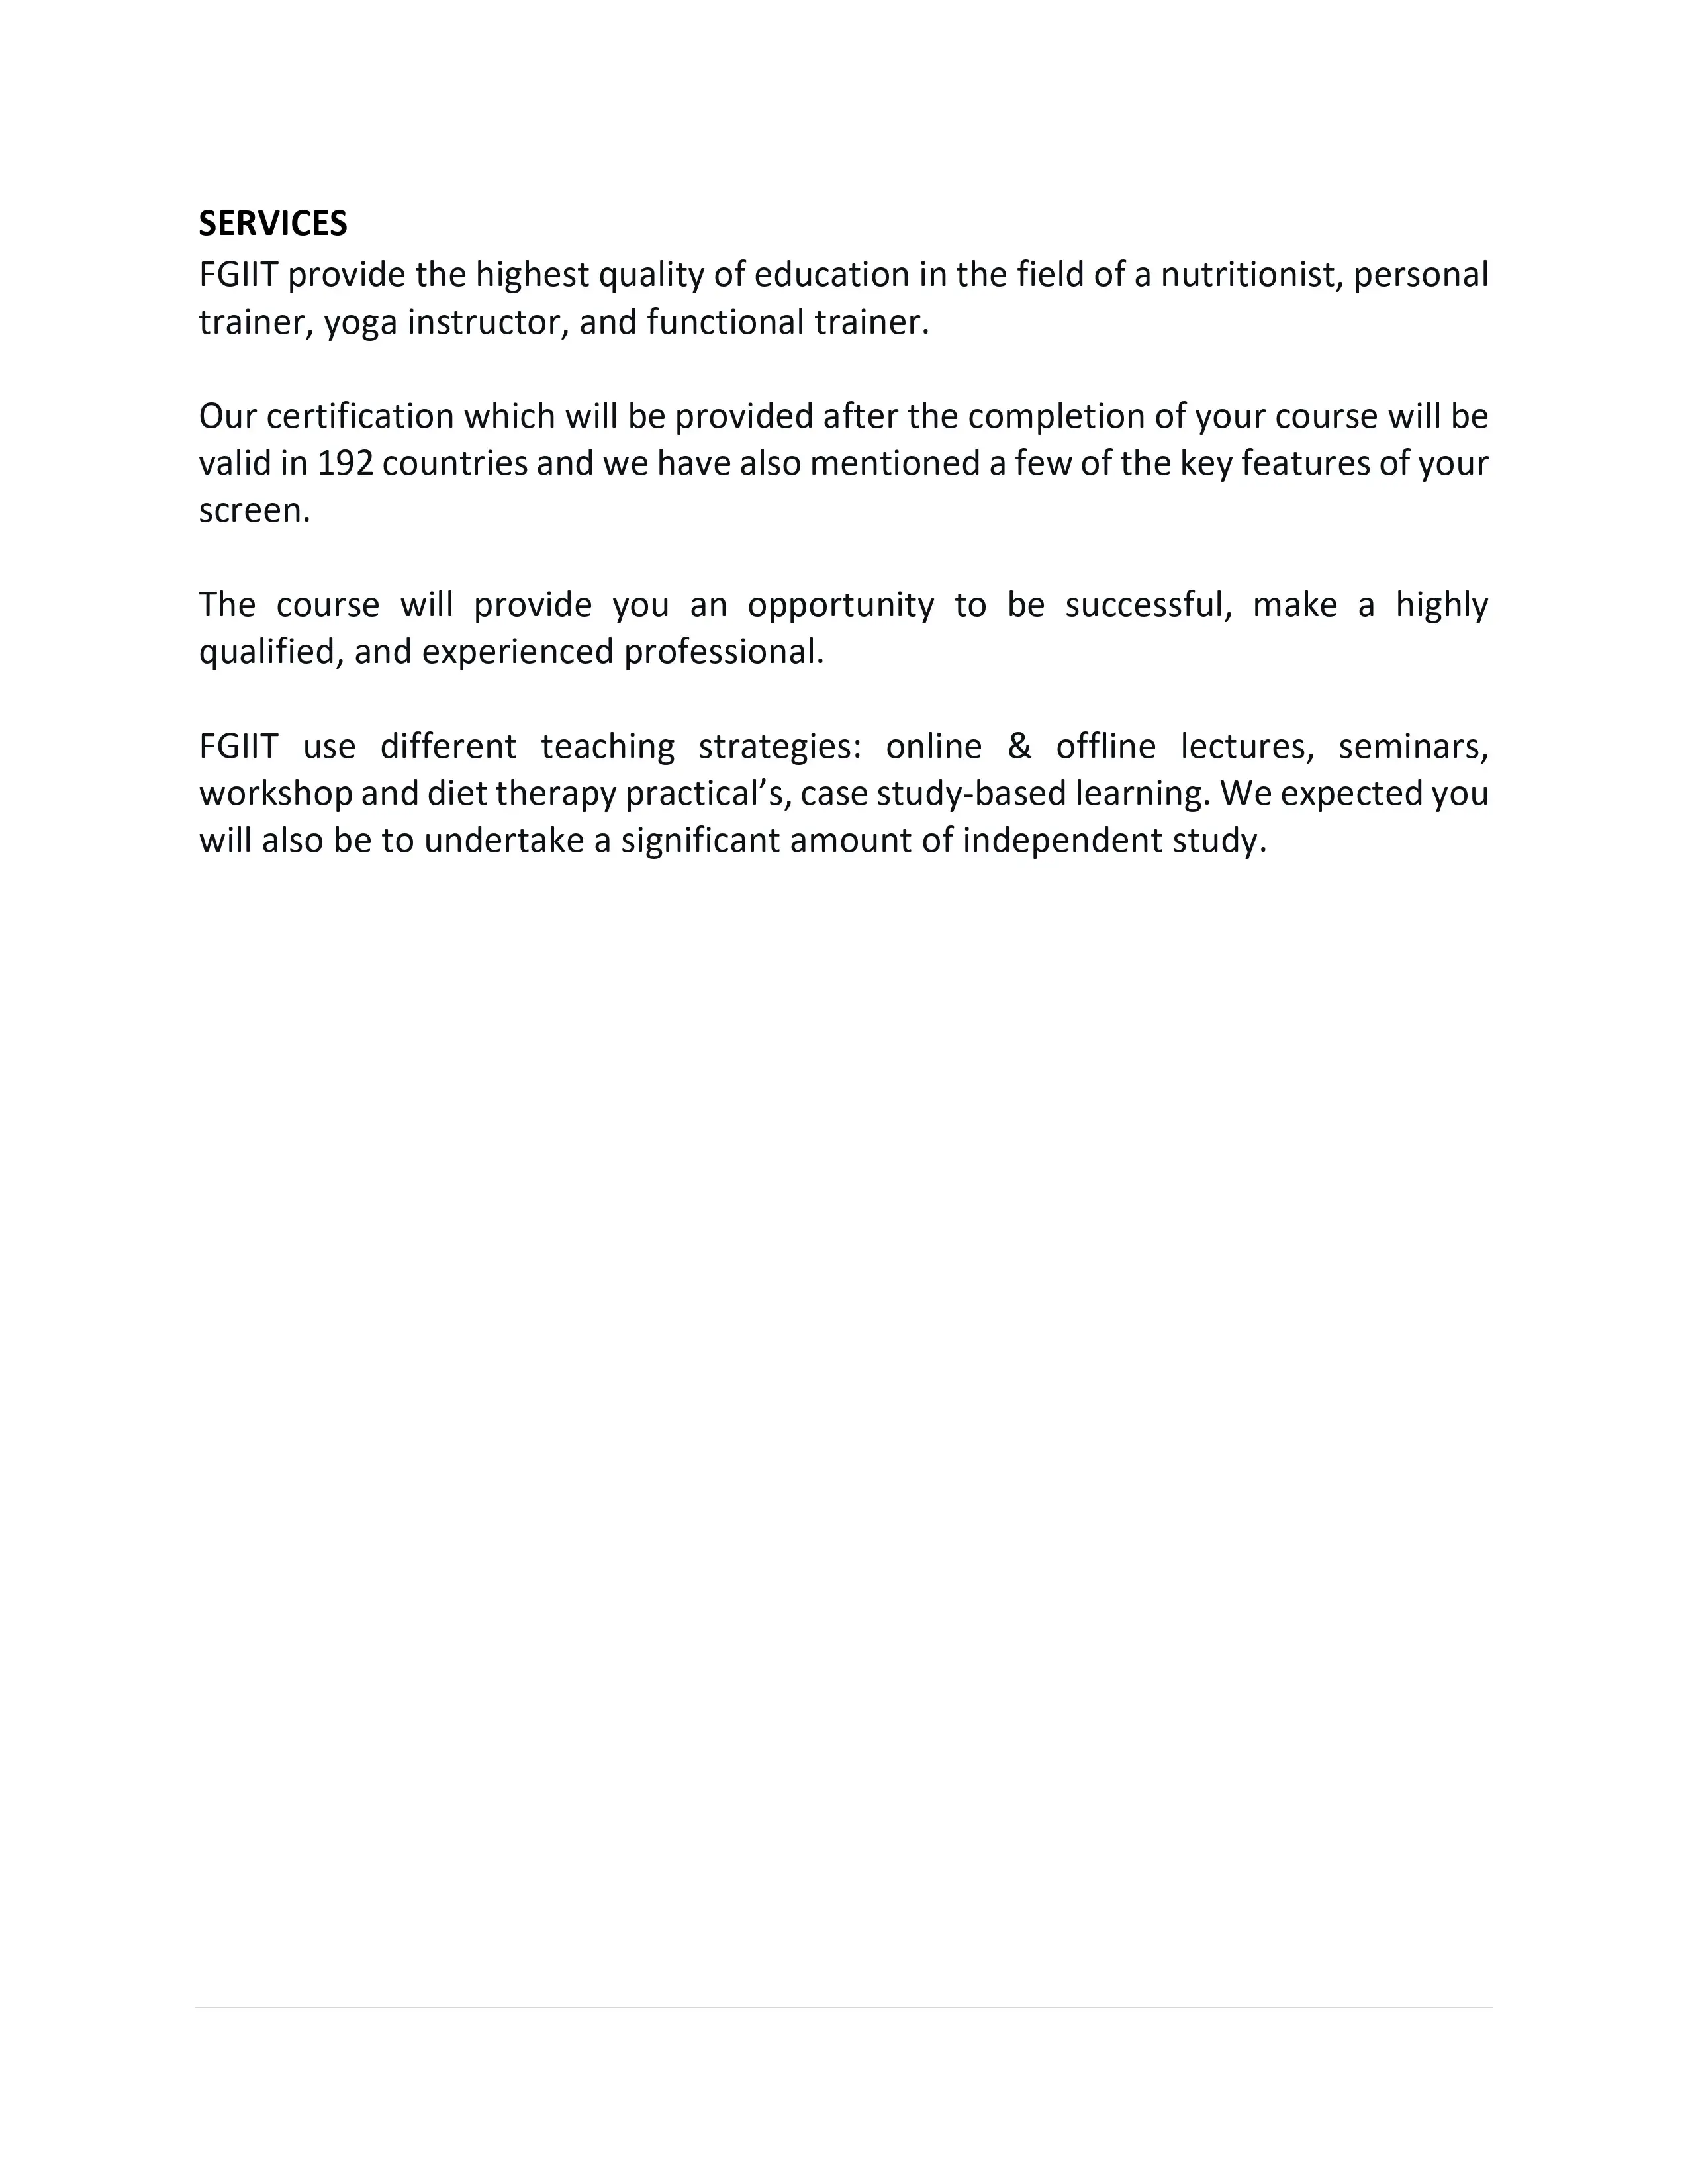 SERVICES
FGIIT provide the highest quality of education in the field of a nutritionist, personal
trainer, yoga instructor, and functional trainer.
Our certification which will be provided after the completion of your course will be
valid in 192 countries and we have also mentioned a few of the key features of your
screen.
The course will provide you an opportunity to be successful, make a highly
qualified, and experienced professional.
FGIIT use different teaching strategies: online & offline lectures, seminars,
workshop and diet therapy practical’s, case study-based learning. We expected you
will also be to undertake a significant amount of independent study.